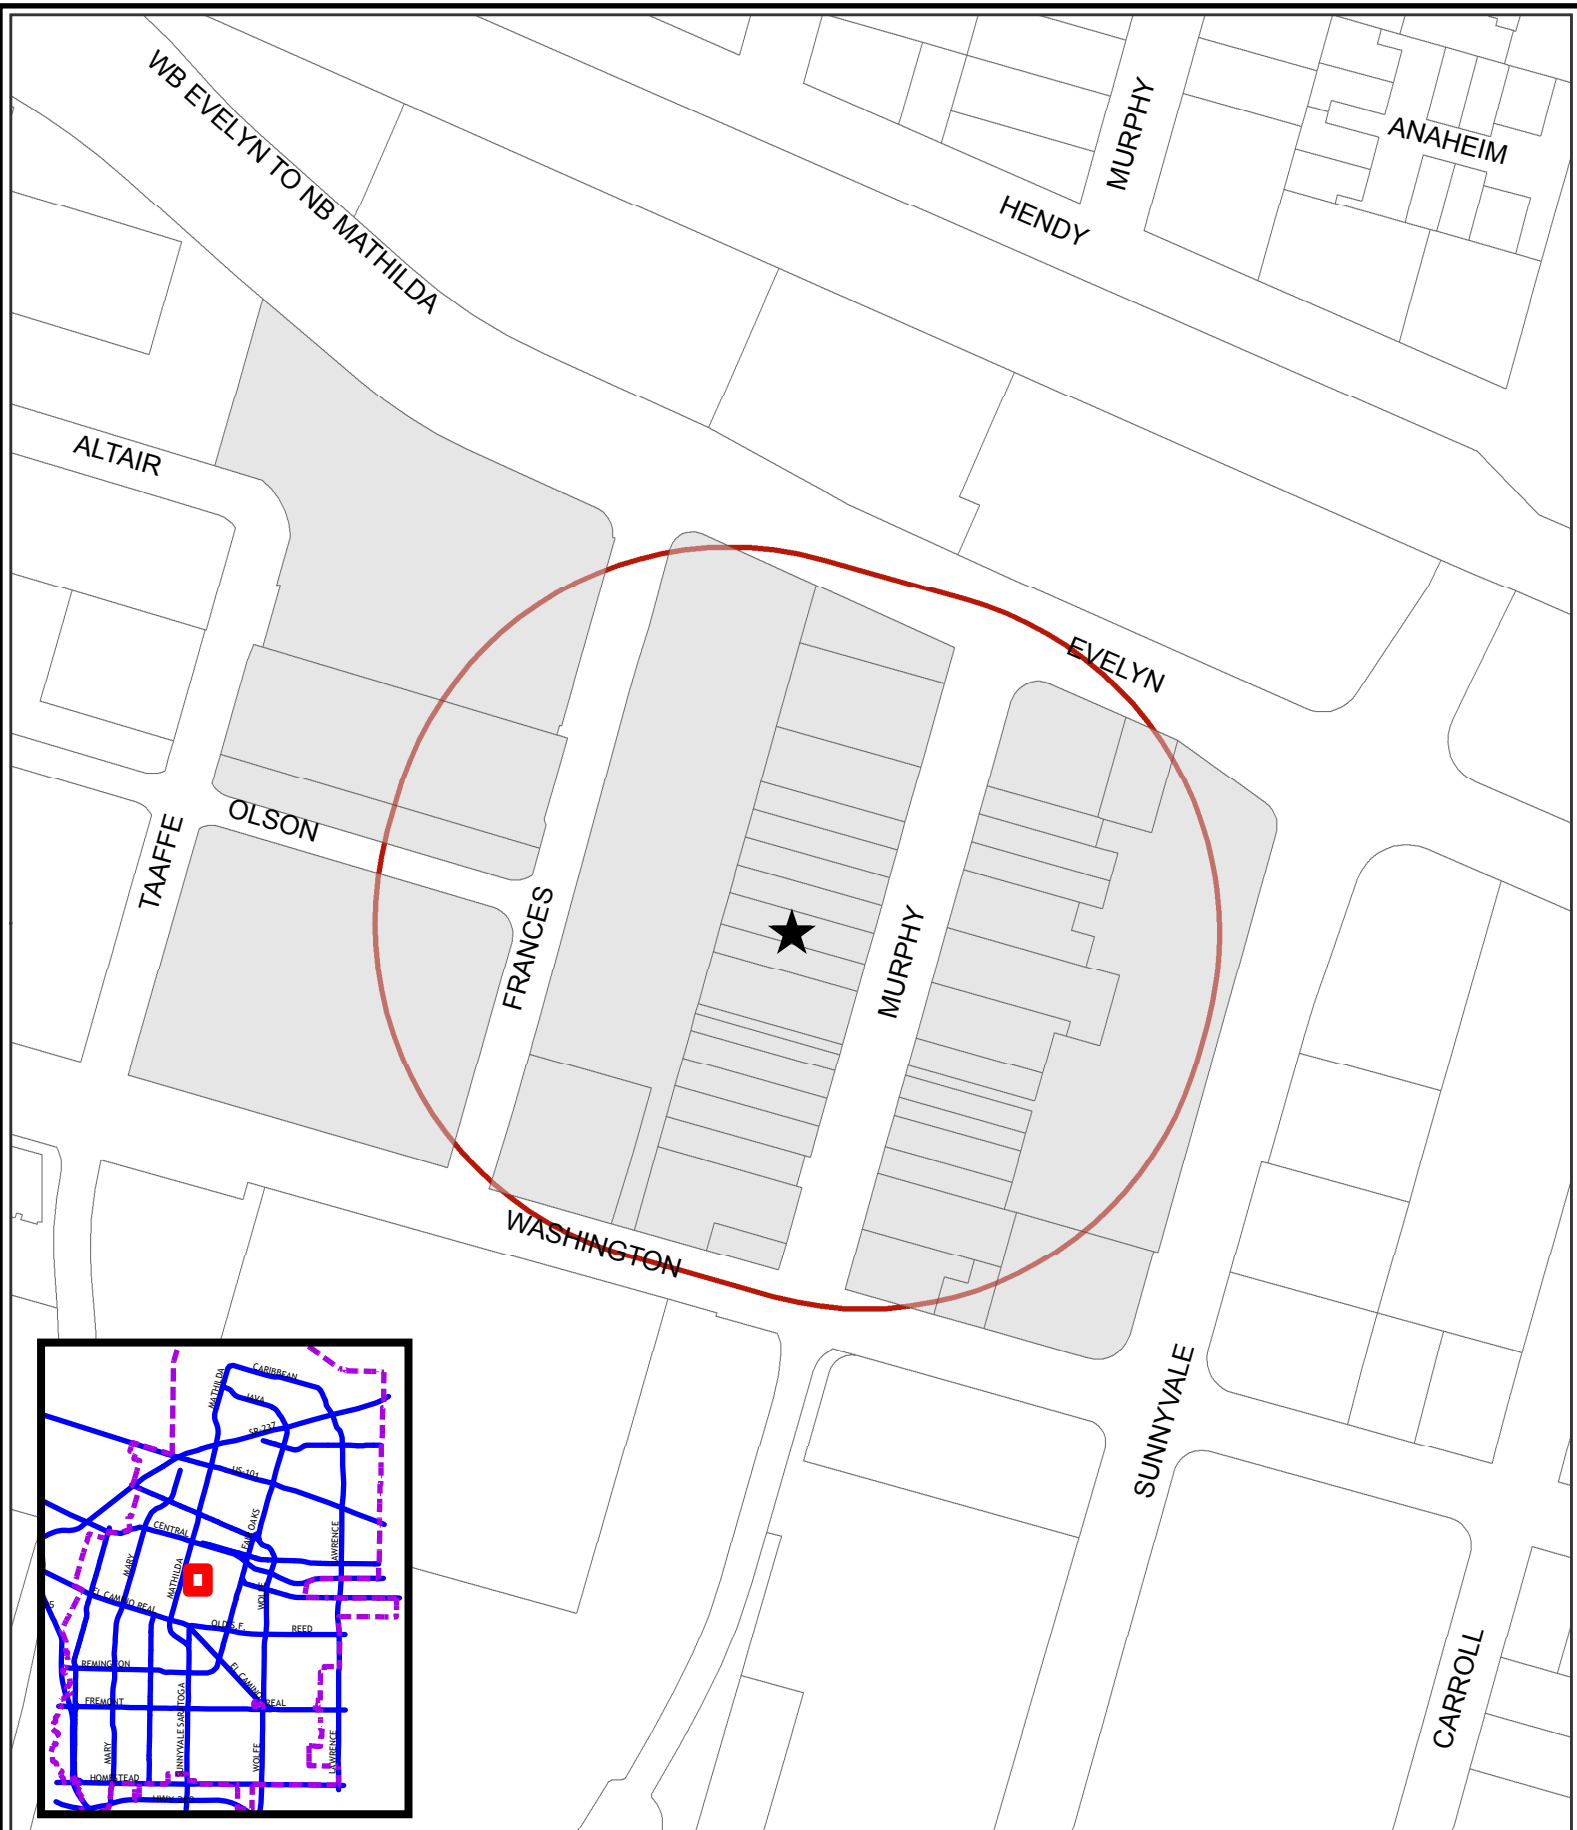 WB EVELYN TO NB MATHILDA
MURPHY
ANAHEIM
HENDY
ALTAIR
EVELYN
OLSON
TAAFFE
FRANCES
MURPHY
WASHINGTON
SUNNYVALE
CARROLL
MATHILDA
CARIBBEAN
JAVA
SR-237
US-101
CENTRAL
FAIR OAKS
LAWRENCE
MARY
MATHILDA
WOLFE
EL CAMINO REAL
OLD S.F.
REED
REMINGTON
EL CAMINO REAL
FREMONT
SUNNYVALE SARATOGA
MARY
WOLFE
LAWRENCE
HOMESTEAD